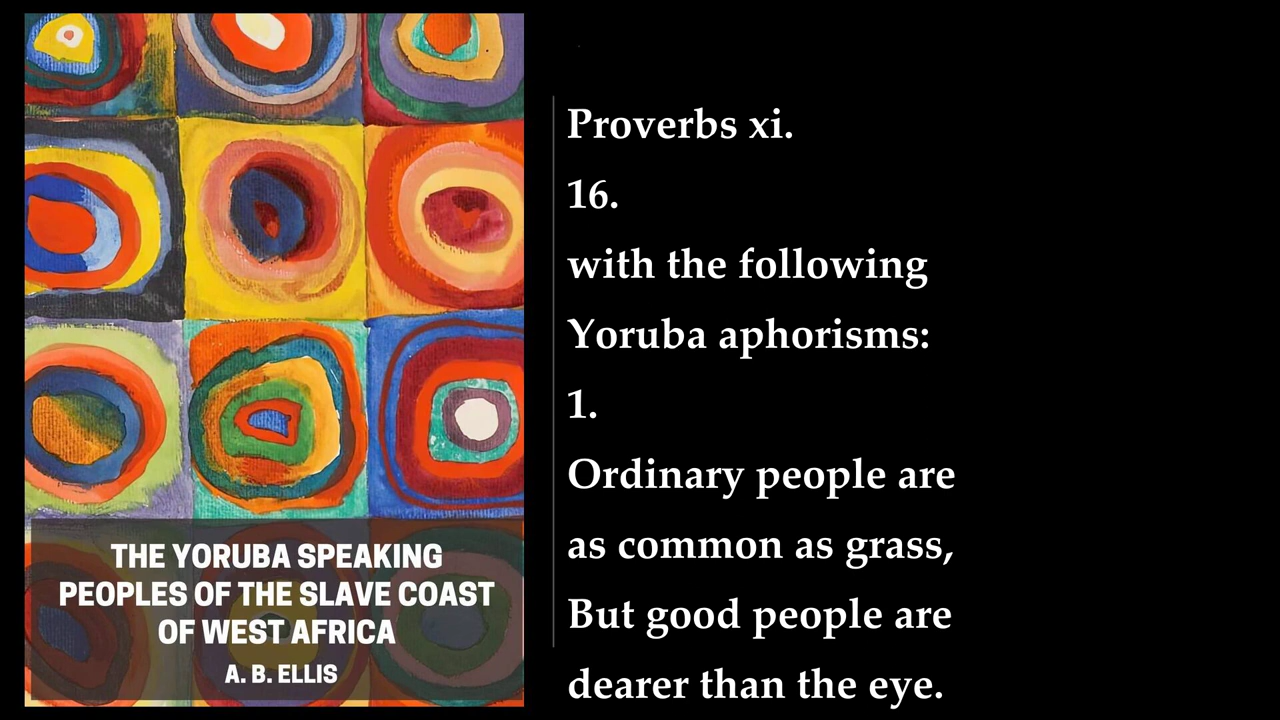 THE YORUBA SPEAKING
PEOPLES OF THE SLAVE COAST
OF WEST AFRICA
A. B. ELLIS
Proverbs xi.
16.
with the following
Yoruba aphorisms:
1.
Ordinary people are
as common as grass,
But good people are
dearer than the eye.